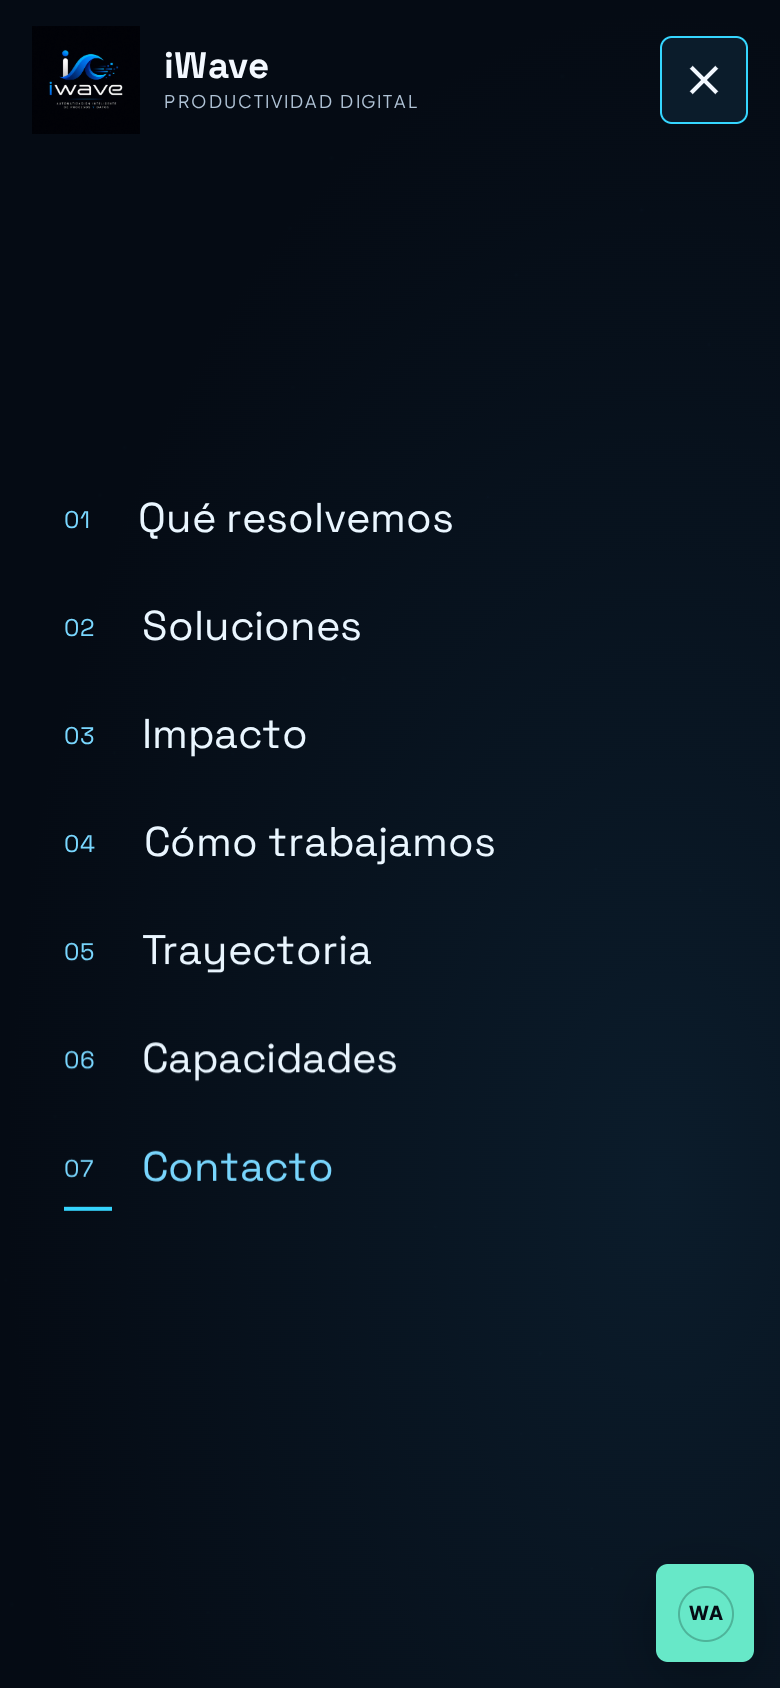 iwave
iWave
PRODUCTIVIDAD DIGITAL
01 Qué resolvemos
02 Soluciones
03 Impacto
04 Cómo trabajamos
05 Trayectoria
06 Capacidades
07 Contacto
WA